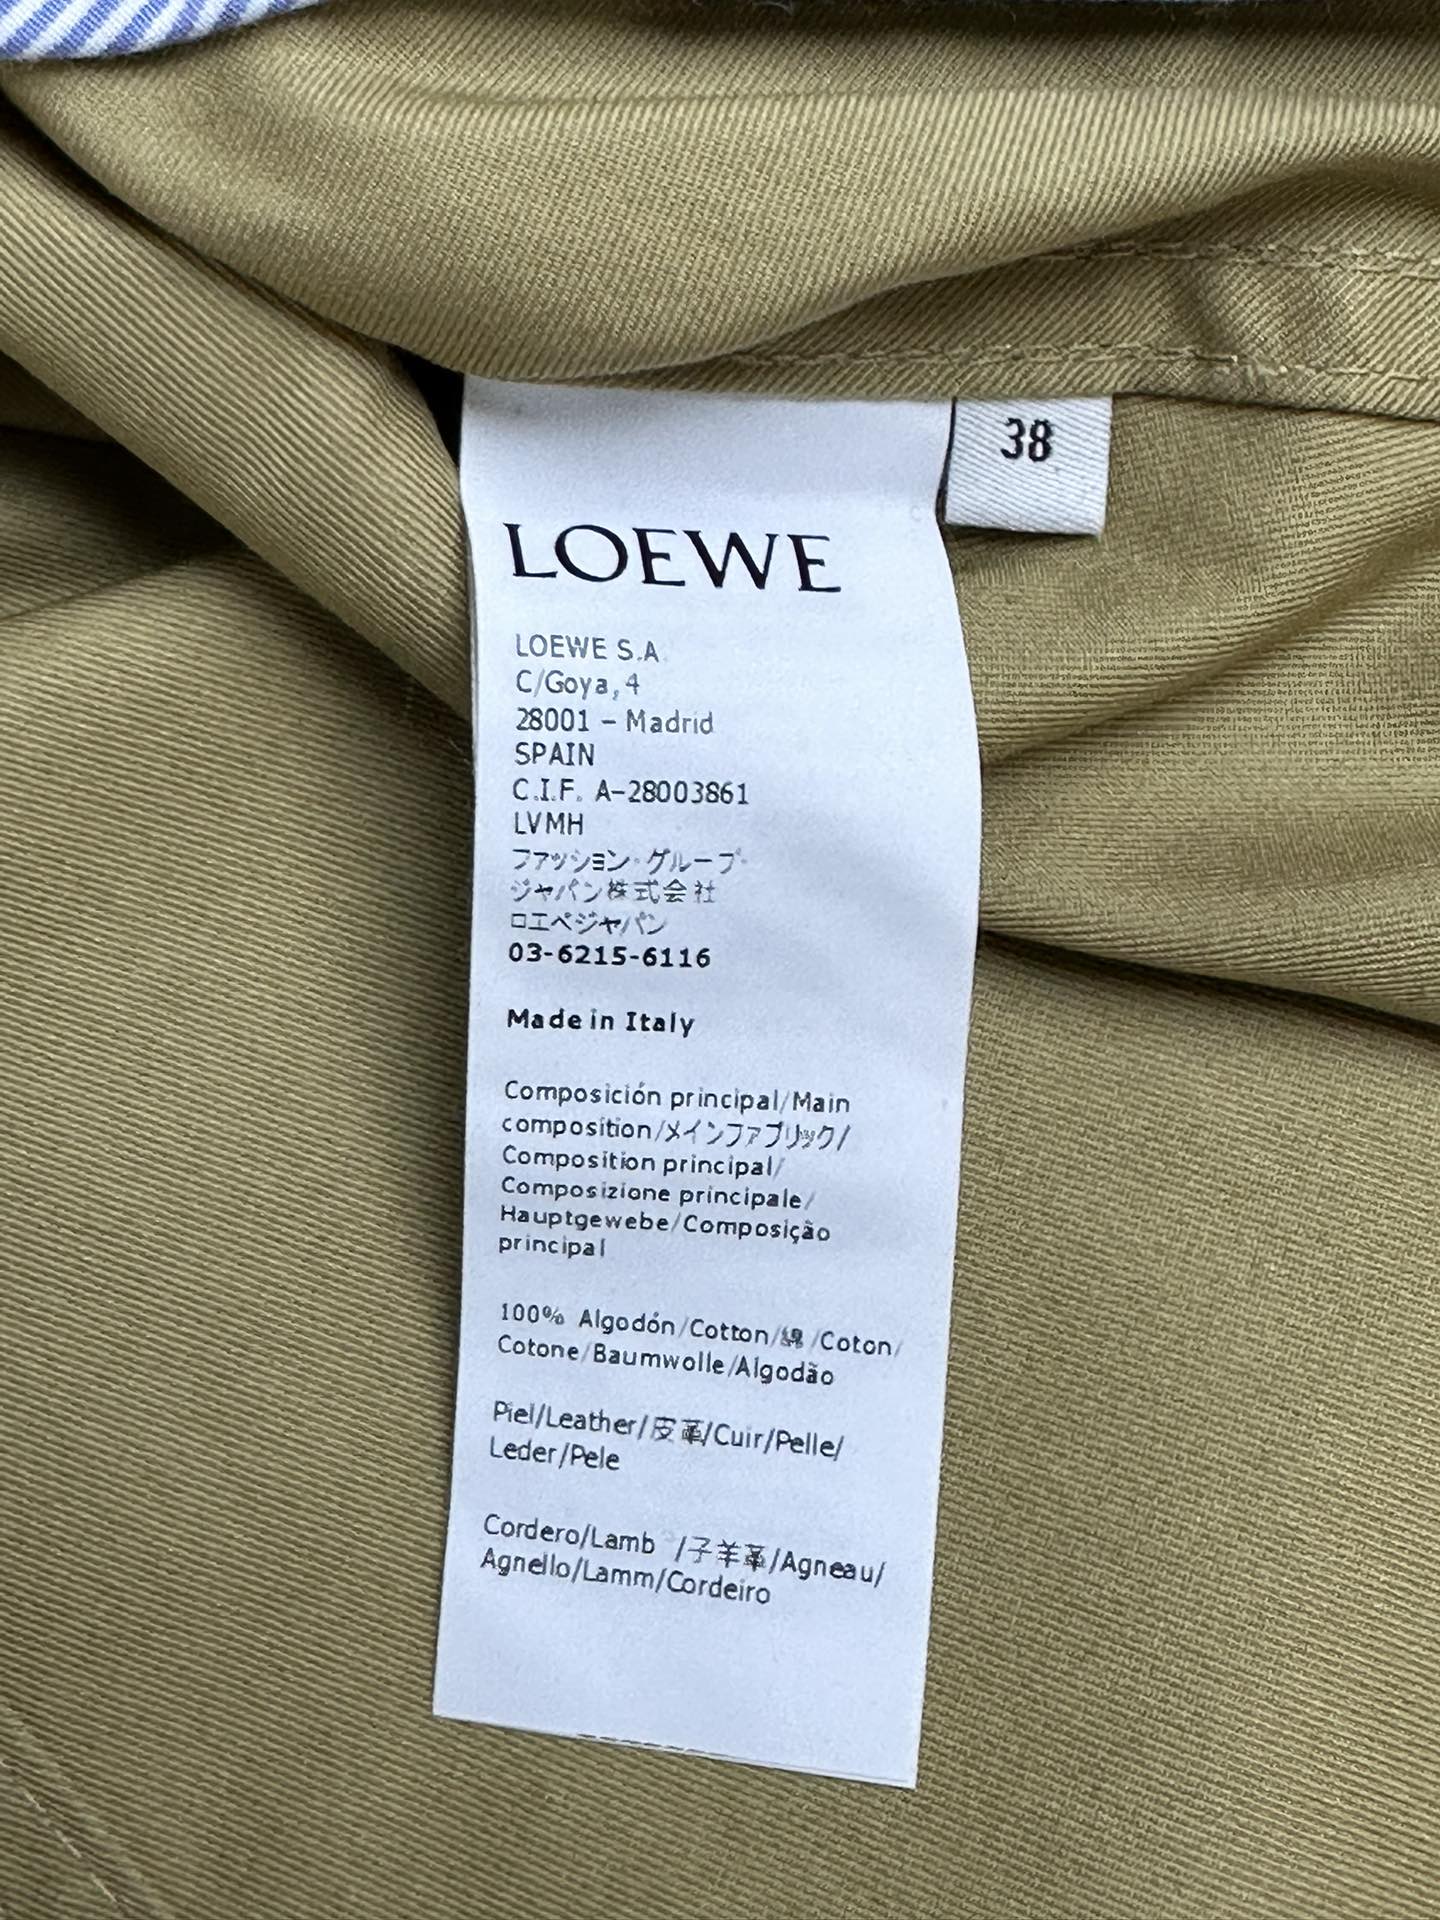 38
LOEWE
LOEWE S.A.
C/Goya, 4
28001 – Madrid
SPAIN
C.I.F. A-28003861
LVMH
ファッション・グループ・
ジャパン株式会社
ロエベジャパン
03-6215-6116
Made in Italy
Composición principal/Main
composition/メインファブリック/
Composition principal/
Composizione principale/
Hauptgewebe/Composição
principal
100% Algodón/Cotton/綿/Coton/
Cotone/Baumwolle/Algodão
Piel/Leather/皮革/Cuir/Pelle/
Leder/Pele
Cordero/Lamb /子羊革/Agneau/
Agnello/Lamm/Cordeiro